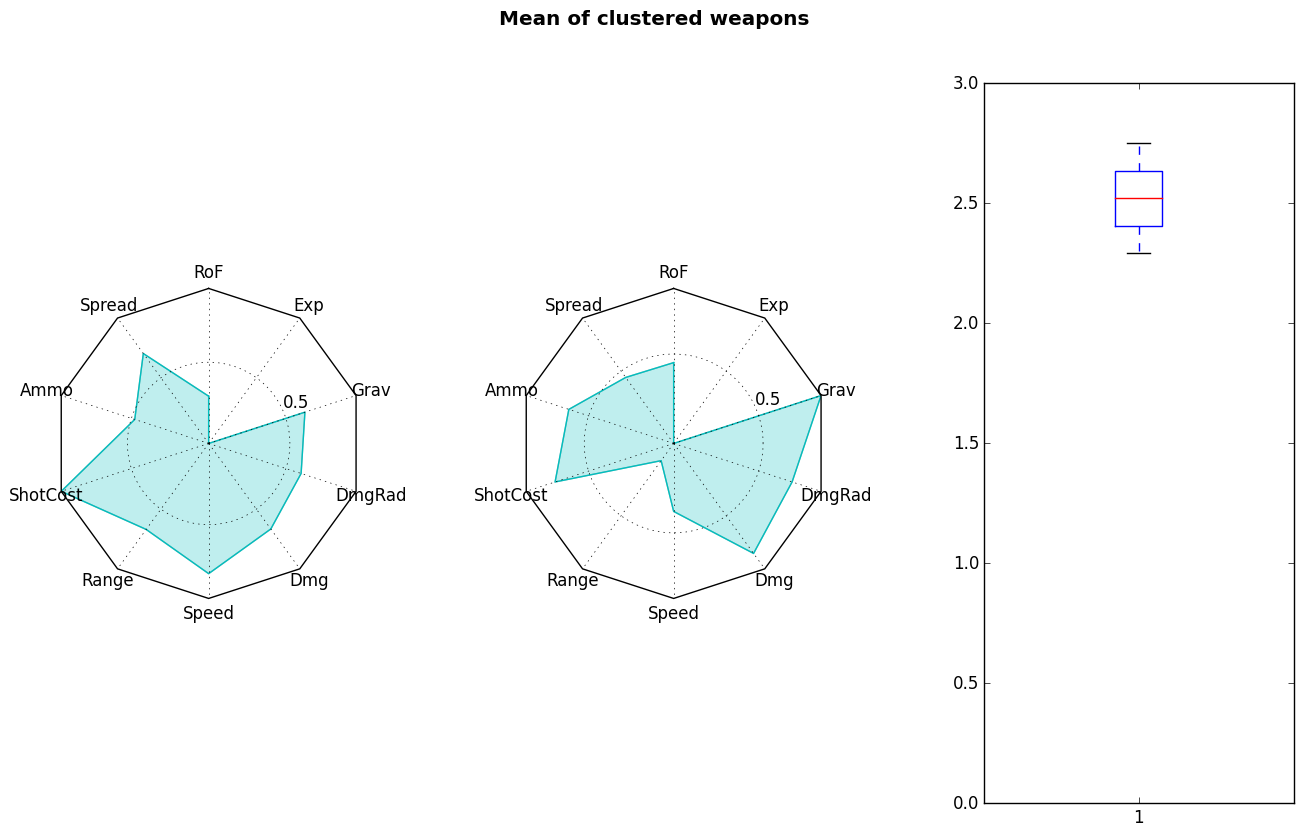 Mean of clustered weapons
RoF
Exp
Grav
DmgRad
Dmg
Speed
Range
ShotCost
Ammo
Spread
0.5
RoF
Exp
Grav
DmgRad
Dmg
Speed
Range
ShotCost
Ammo
Spread
0.5
3.0
2.5
2.0
1.5
1.0
0.5
0.0
1